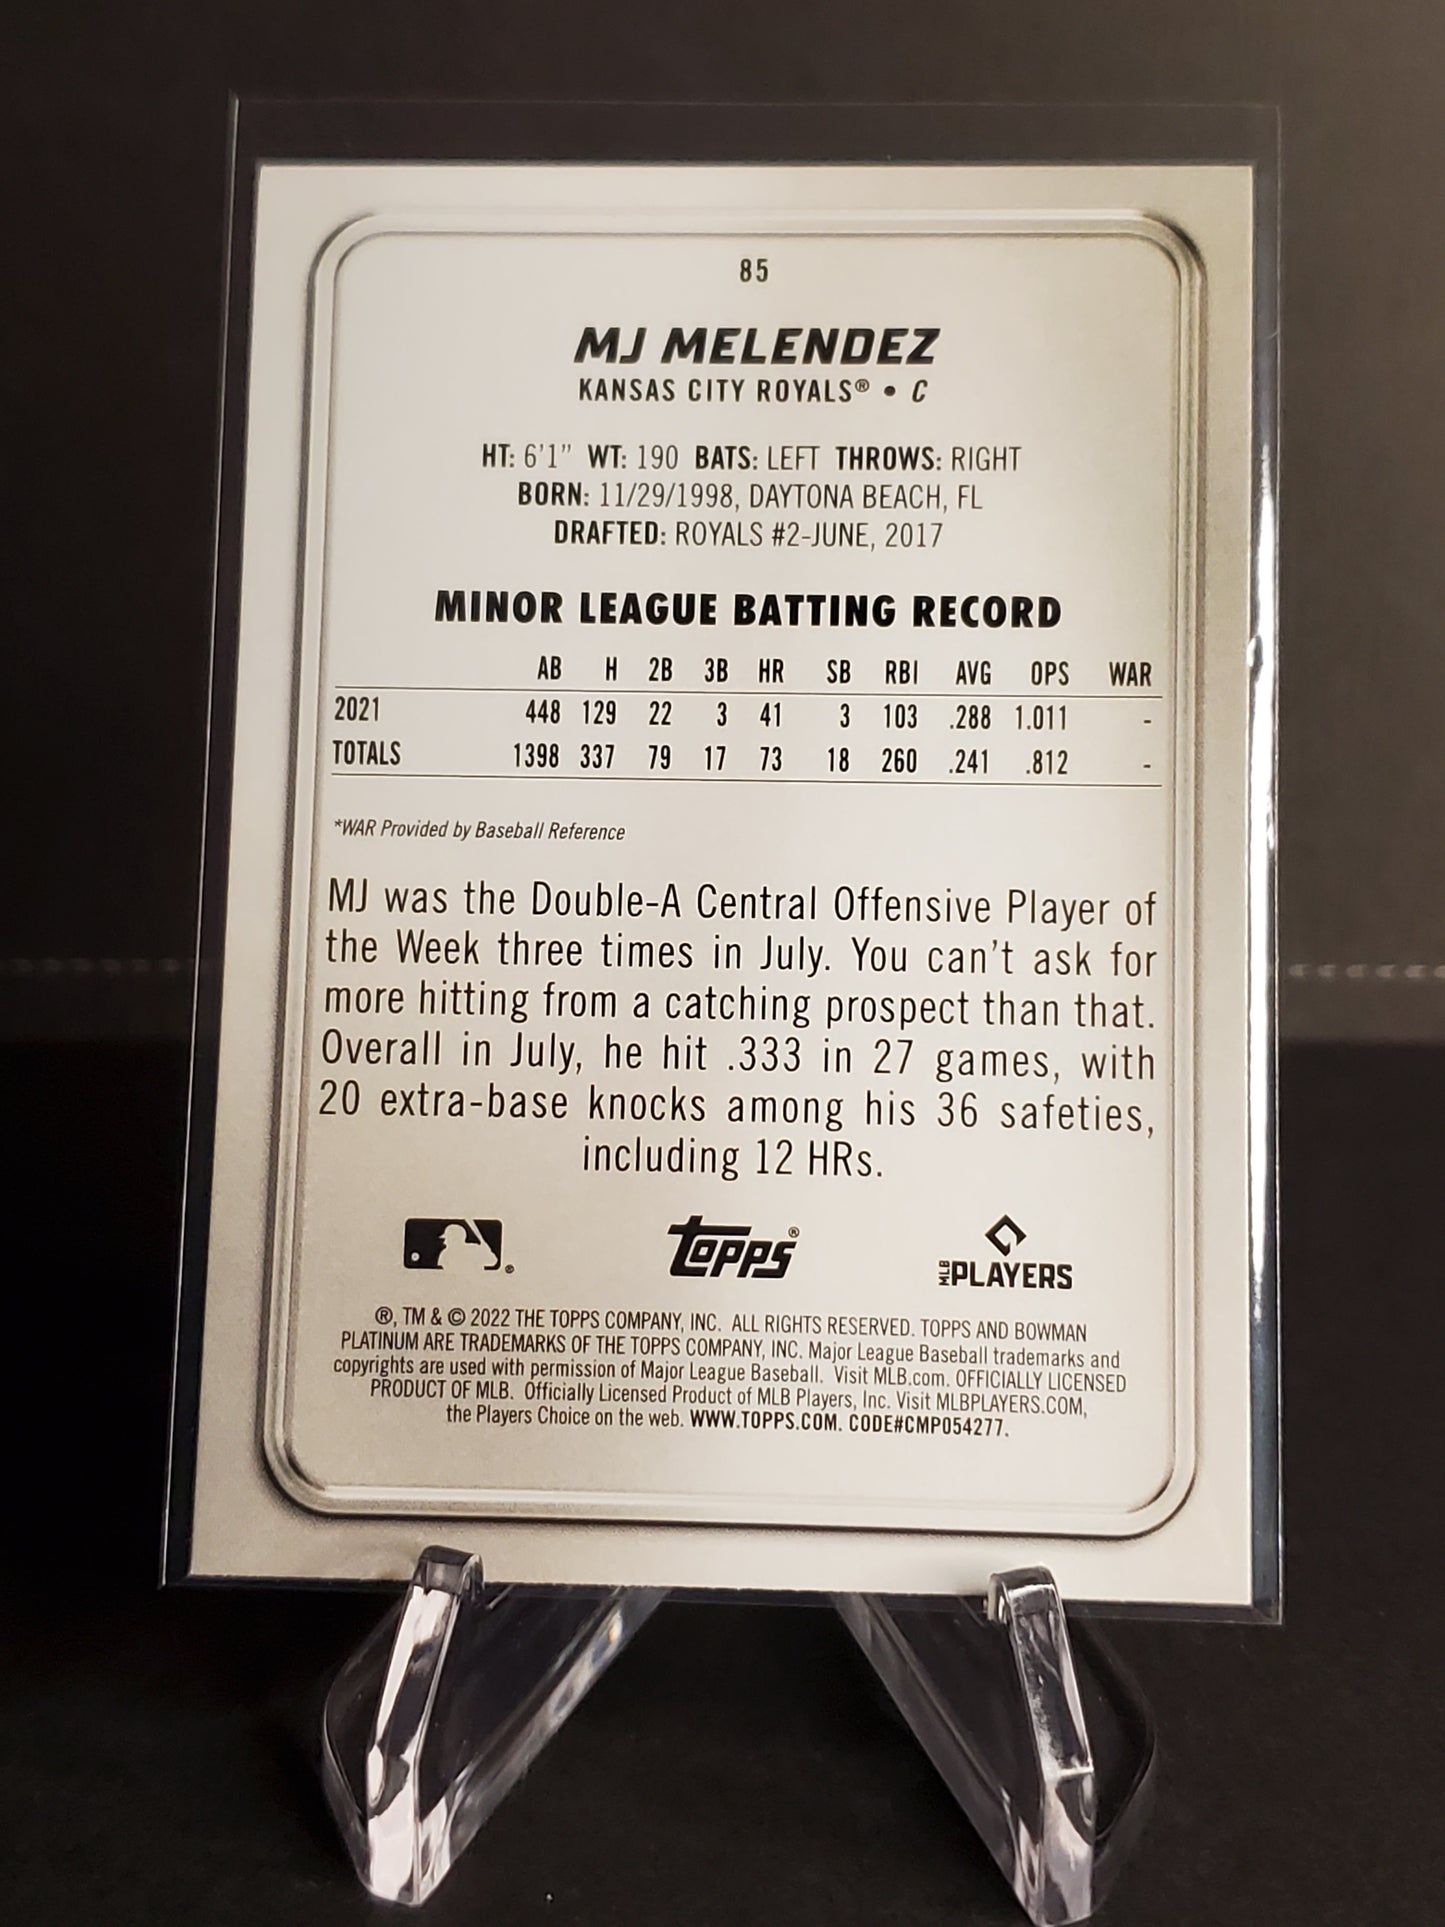 85
MJ MELENDEZ
KANSAS CITY ROYALS® • C
HT: 6'1" WT: 190 BATS: LEFT THROWS: RIGHT
BORN: 11/29/1998, DAYTONA BEACH, FL
DRAFTED: ROYALS #2-JUNE, 2017
MINOR LEAGUE BATTING RECORD
AB H 2B 3B HR SB RBI AVG OPS WAR
2021 448 129 22 3 41 3 103 .288 1.011 -
TOTALS 1398 337 79 17 73 18 260 .241 .812 -
*WAR Provided by Baseball Reference
MJ was the Double-A Central Offensive Player of
the Week three times in July. You can't ask for
more hitting from a catching prospect than that.
Overall in July, he hit .333 in 27 games, with
20 extra-base knocks among his 36 safeties,
including 12 HRs.
® Topps® MLB PLAYERS
®, TM & © 2022 THE TOPPS COMPANY, INC. ALL RIGHTS RESERVED. TOPPS AND BOWMAN
PLATINUM ARE TRADEMARKS OF THE TOPPS COMPANY, INC. Major League Baseball trademarks and
copyrights are used with permission of Major League Baseball. Visit MLB.com. OFFICIALLY LICENSED
PRODUCT OF MLB. Officially Licensed Product of MLB Players, Inc. Visit MLBPLAYERS.COM,
the Players Choice on the web. WWW.TOPPS.COM. CODE#CMP054277.